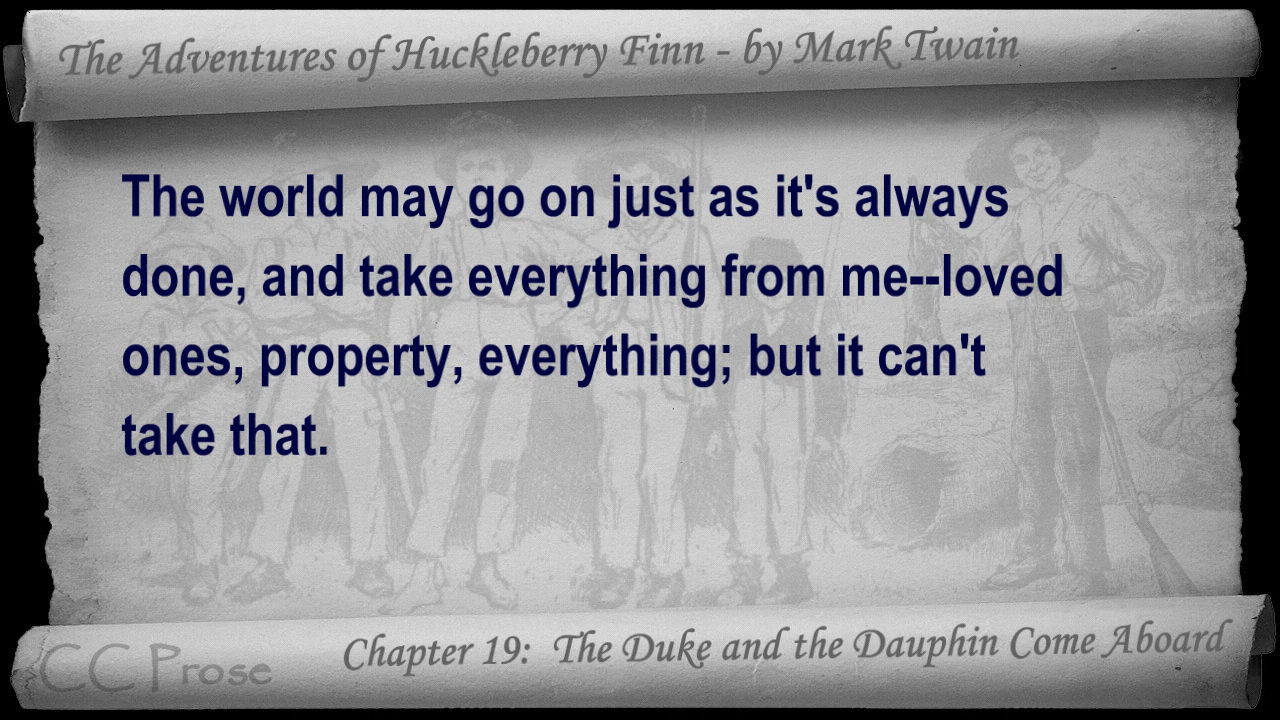 The Adventures of Huckleberry Finn - by Mark Twain
The world may go on just as it's always
done, and take everything from me--loved
ones, property, everything; but it can't
take that.
Chapter 19: The Duke and the Dauphin Come Aboard
CC Prose